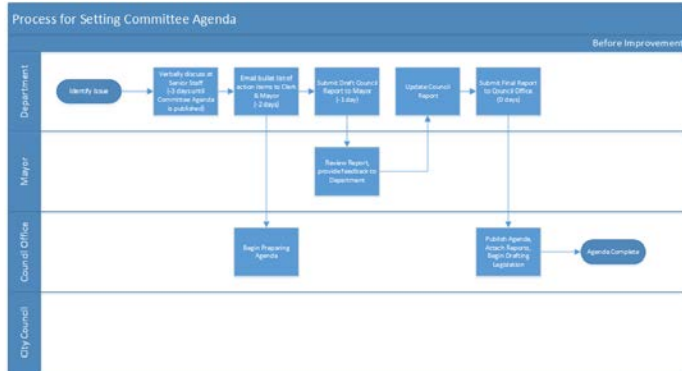 Process for Setting Committee Agenda
Before Improvement
Department
Identify Issue
Verbally discuss at
Senior Staff
(-3 days until
Committee Agenda
is published)
Email bullet list of
action items to Clerk
& Mayor
(-2 days)
Submit Draft Council
Report to Mayor
(-1 day)
Update Council
Report
Submit Final Report
to Council Office
(0 days)
Mayor
Review Report,
provide feedback to
Department
Council Office
Begin Preparing
Agenda
Publish Agenda,
Attach Reports,
Begin Drafting
Legislation
Agenda Complete
City Council